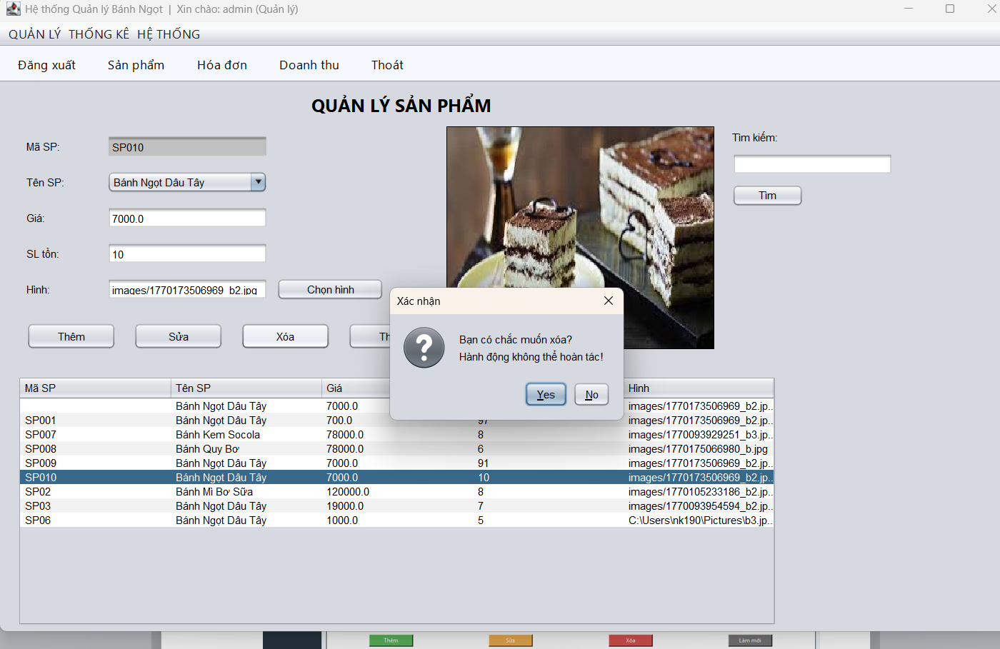 Hệ thống Quản lý Bánh Ngọt | Xin chào: admin (Quản lý)
QUẢN LÝ THỐNG KÊ HỆ THỐNG
Đăng xuất Sản phẩm Hóa đơn Doanh thu Thoát
QUẢN LÝ SẢN PHẨM
Mã SP: SP010
Tên SP: Bánh Ngọt Dâu Tây
Giá: 7000.0
SL tồn: 10
Hình: images/1770173506969_b2.jpg Chọn hình
Tìm kiếm:
Tìm
Thêm Sửa Xóa Th
Xác nhận
Bạn có chắc muốn xóa?
Hành động không thể hoàn tác!
Yes No
Mã SP Tên SP Giá Hình
Bánh Ngọt Dâu Tây 7000.0 images/1770173506969_b2.jp..
SP001 Bánh Ngọt Dâu Tây 700.0 97 images/1770173506969_b2.jp..
SP007 Bánh Kem Socola 78000.0 8 images/1770093929251_b3.jp..
SP008 Bánh Quy Bơ 78000.0 6 images/1770175066980_b.jpg
SP009 Bánh Ngọt Dâu Tây 7000.0 91 images/1770173506969_b2.jp..
SP010 Bánh Ngọt Dâu Tây 7000.0 10 images/1770173506969_b2.jp..
SP02 Bánh Mì Bơ Sữa 120000.0 8 images/1770105233186_b2.jp..
SP03 Bánh Ngọt Dâu Tây 19000.0 7 images/1770093954594_b2.jp..
SP06 Bánh Ngọt Dâu Tây 1000.0 5 C:\Users\nk190\Pictures\b3.jp..
Thêm Sửa Xóa Làm mới